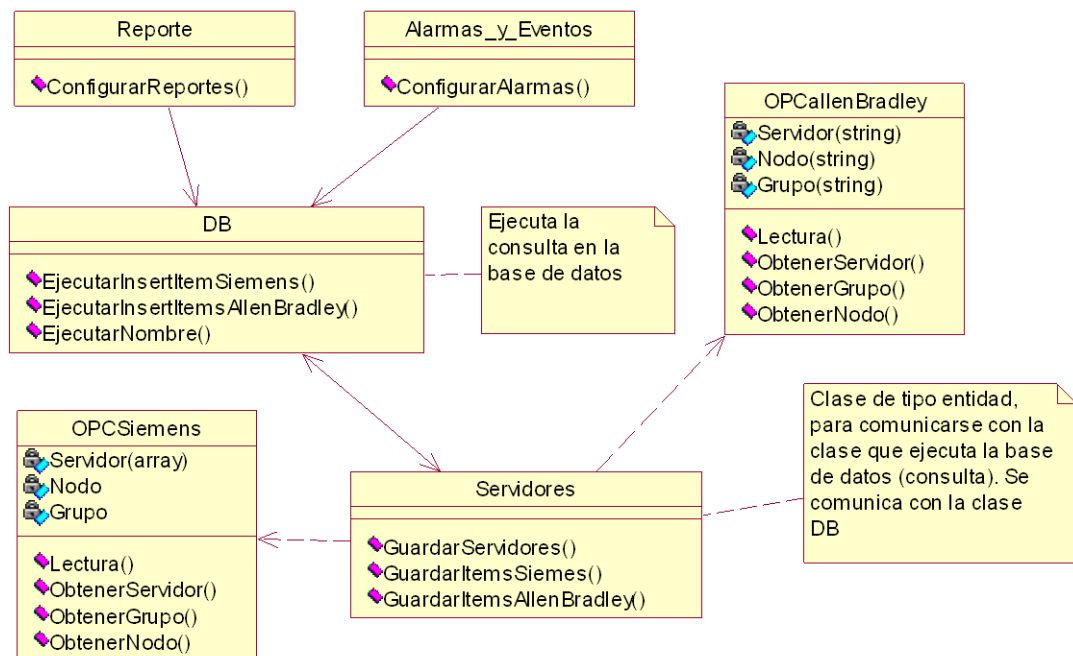 Reporte
ConfigurarReportes()
Alarmas_y_Eventos
ConfigurarAlarmas()
OPCallenBradley
Servidor(string)
Nodo(string)
Grupo(string)
Lectura()
ObtenerServidor()
ObtenerGrupo()
ObtenerNodo()
DB
EjecutarInsertItemSiemens()
EjecutarInsertItemsAllenBradley()
EjecutarNombre()
Ejecuta la
consulta en la
base de datos
OPCSiemens
Servidor(array)
Nodo
Grupo
Lectura()
ObtenerServidor()
ObtenerGrupo()
ObtenerNodo()
Servidores
GuardarServidores()
GuardarItemsSiemes()
GuardarItemsAllenBradley()
Clase de tipo entidad,
para comunicarse con la
clase que ejecuta la base
de datos (consulta). Se
comunica con la clase
DB